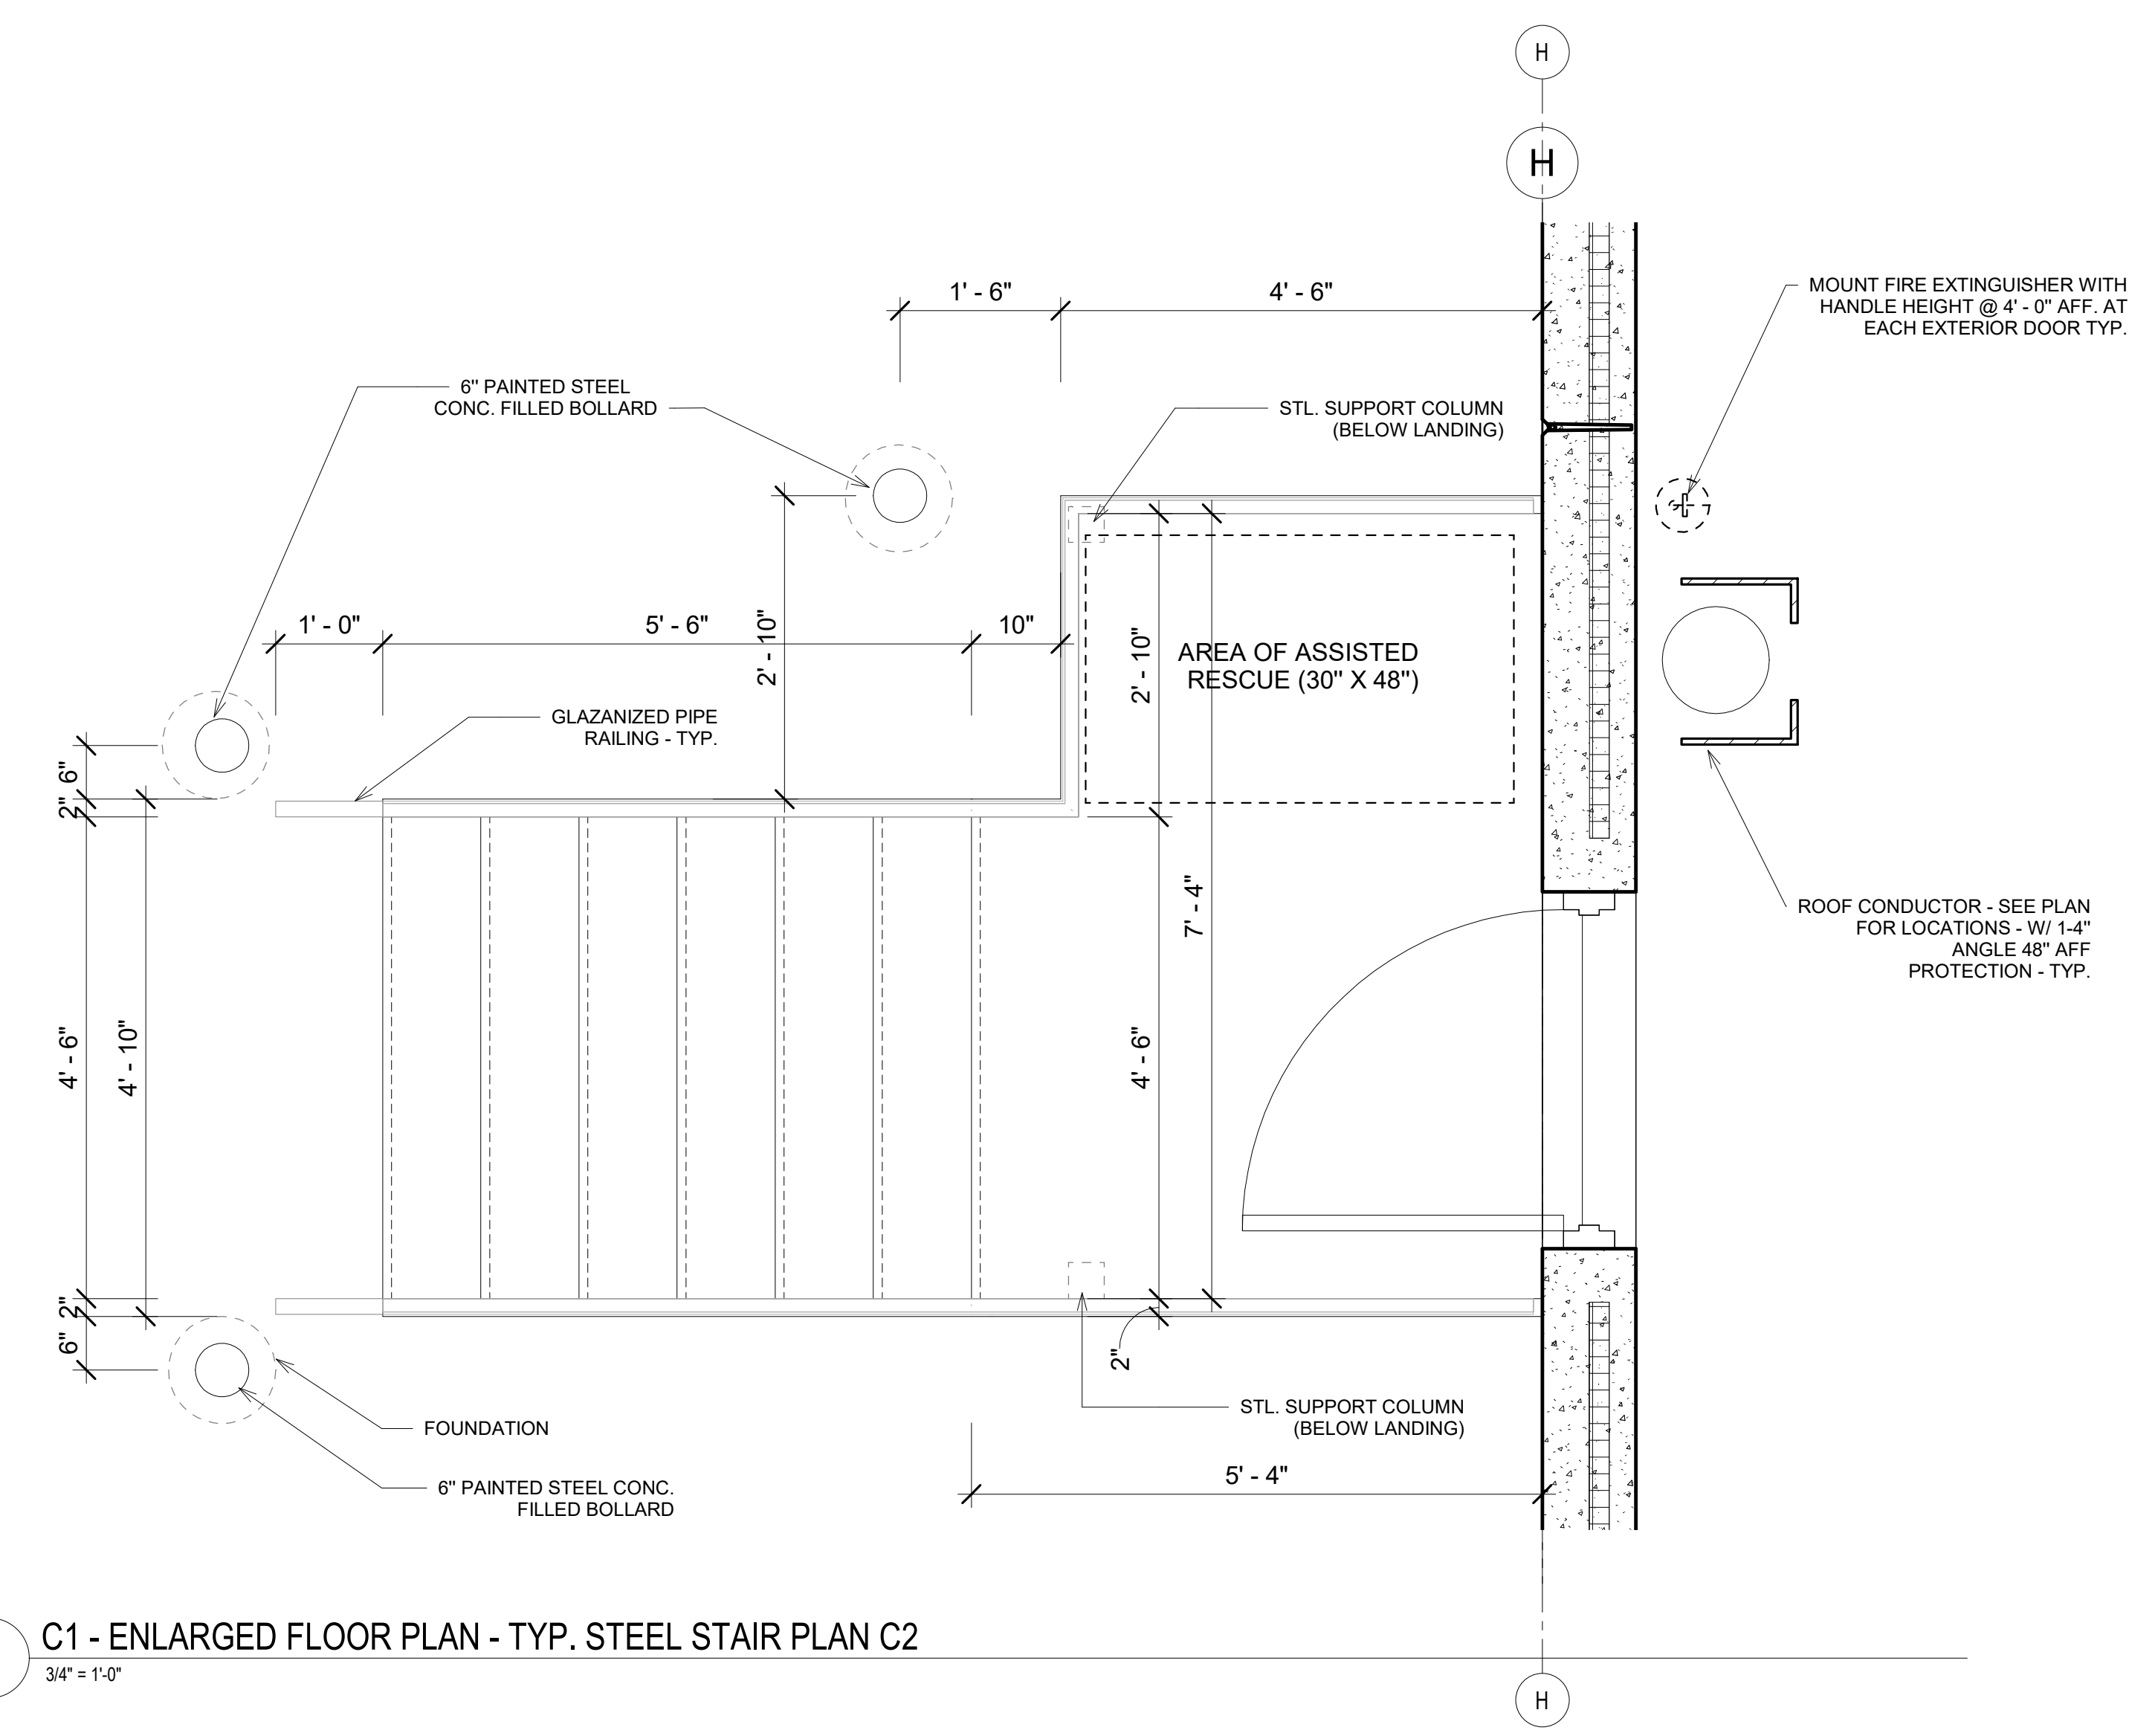 H
H
MOUNT FIRE EXTINGUISHER WITH
HANDLE HEIGHT @ 4' - 0" AFF. AT
EACH EXTERIOR DOOR TYP.
1' - 6"
4' - 6"
6" PAINTED STEEL
CONC. FILLED BOLLARD
STL. SUPPORT COLUMN
(BELOW LANDING)
1' - 0"
5' - 6"
2' - 10"
10"
2' - 10"
AREA OF ASSISTED
RESCUE (30" X 48")
GLAZANIZED PIPE
RAILING - TYP.
6"
2"
7' - 4"
ROOF CONDUCTOR - SEE PLAN
FOR LOCATIONS - W/ 1-4"
ANGLE 48" AFF
PROTECTION - TYP.
4' - 6"
4' - 10"
4' - 6"
2"
6"
2"
STL. SUPPORT COLUMN
(BELOW LANDING)
FOUNDATION
5' - 4"
6" PAINTED STEEL CONC.
FILLED BOLLARD
C1 - ENLARGED FLOOR PLAN - TYP. STEEL STAIR PLAN C2
3/4" = 1'-0"
H